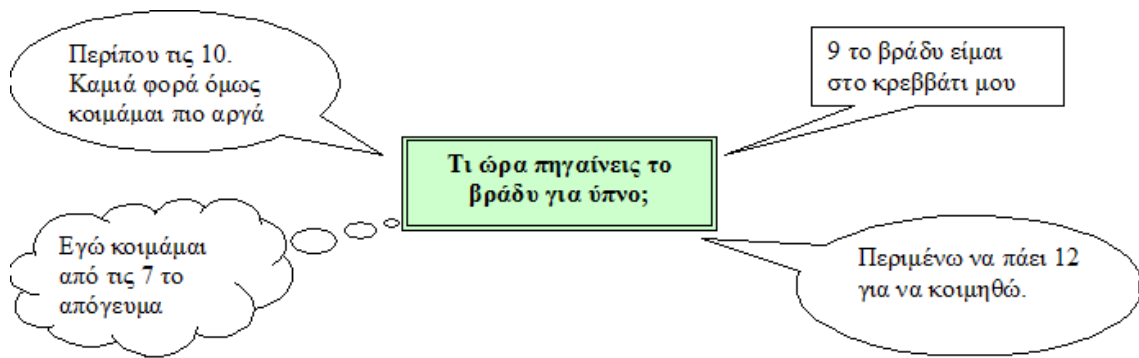 Περίπου τις 10.
Καμιά φορά όμως
κοιμάμαι πιο αργά
9 το βράδυ είμαι
στο κρεββάτι μου
Τι ώρα πηγαίνεις το
βράδυ για ύπνο;
Εγώ κοιμάμαι
από τις 7 το
απόγευμα
Περιμένω να πάει 12
για να κοιμηθώ.